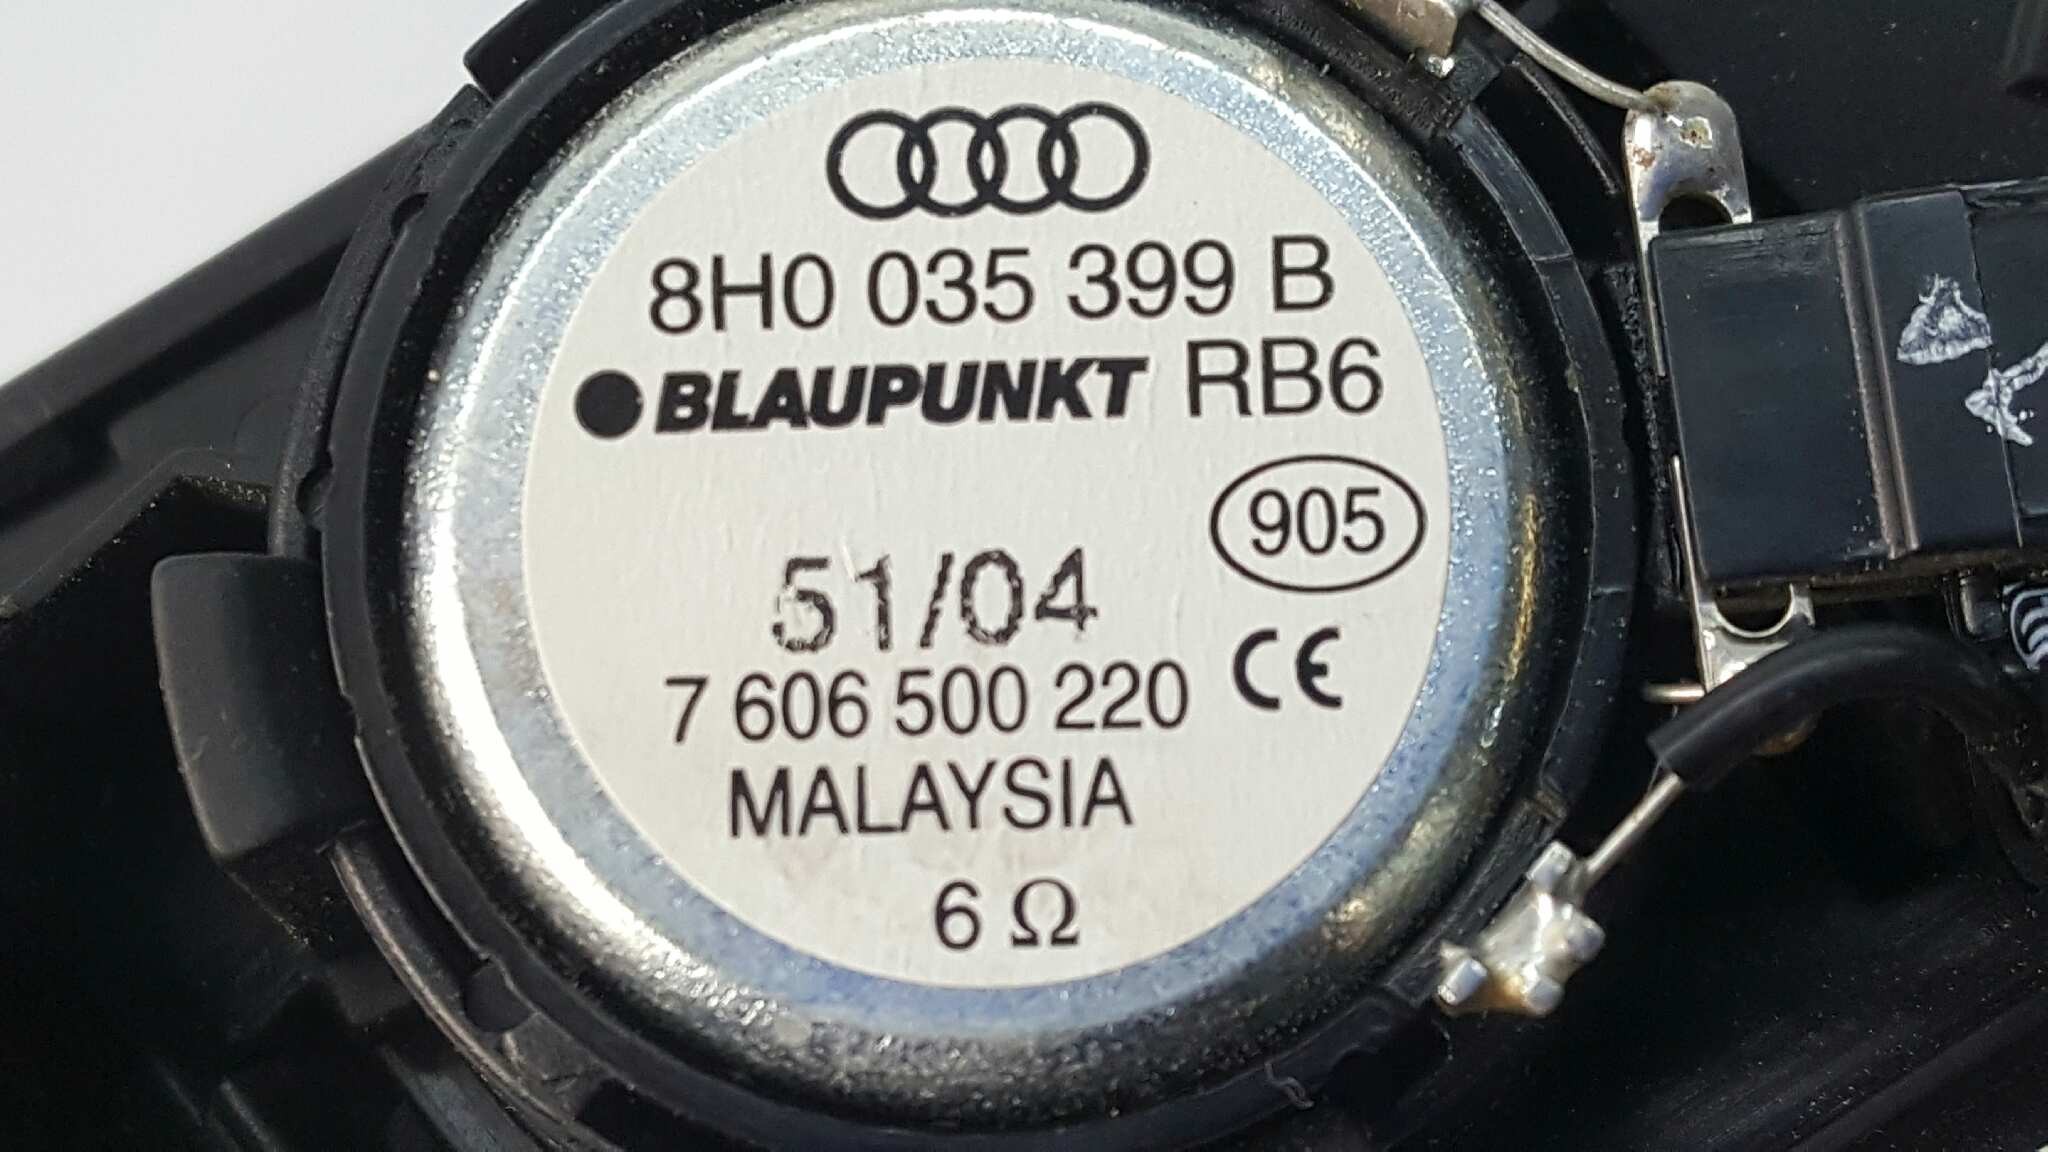 8H0 035 399 B
BLAUPUNKT RB6
905
51/04
CE
7 606 500 220
MALAYSIA
6 Ω